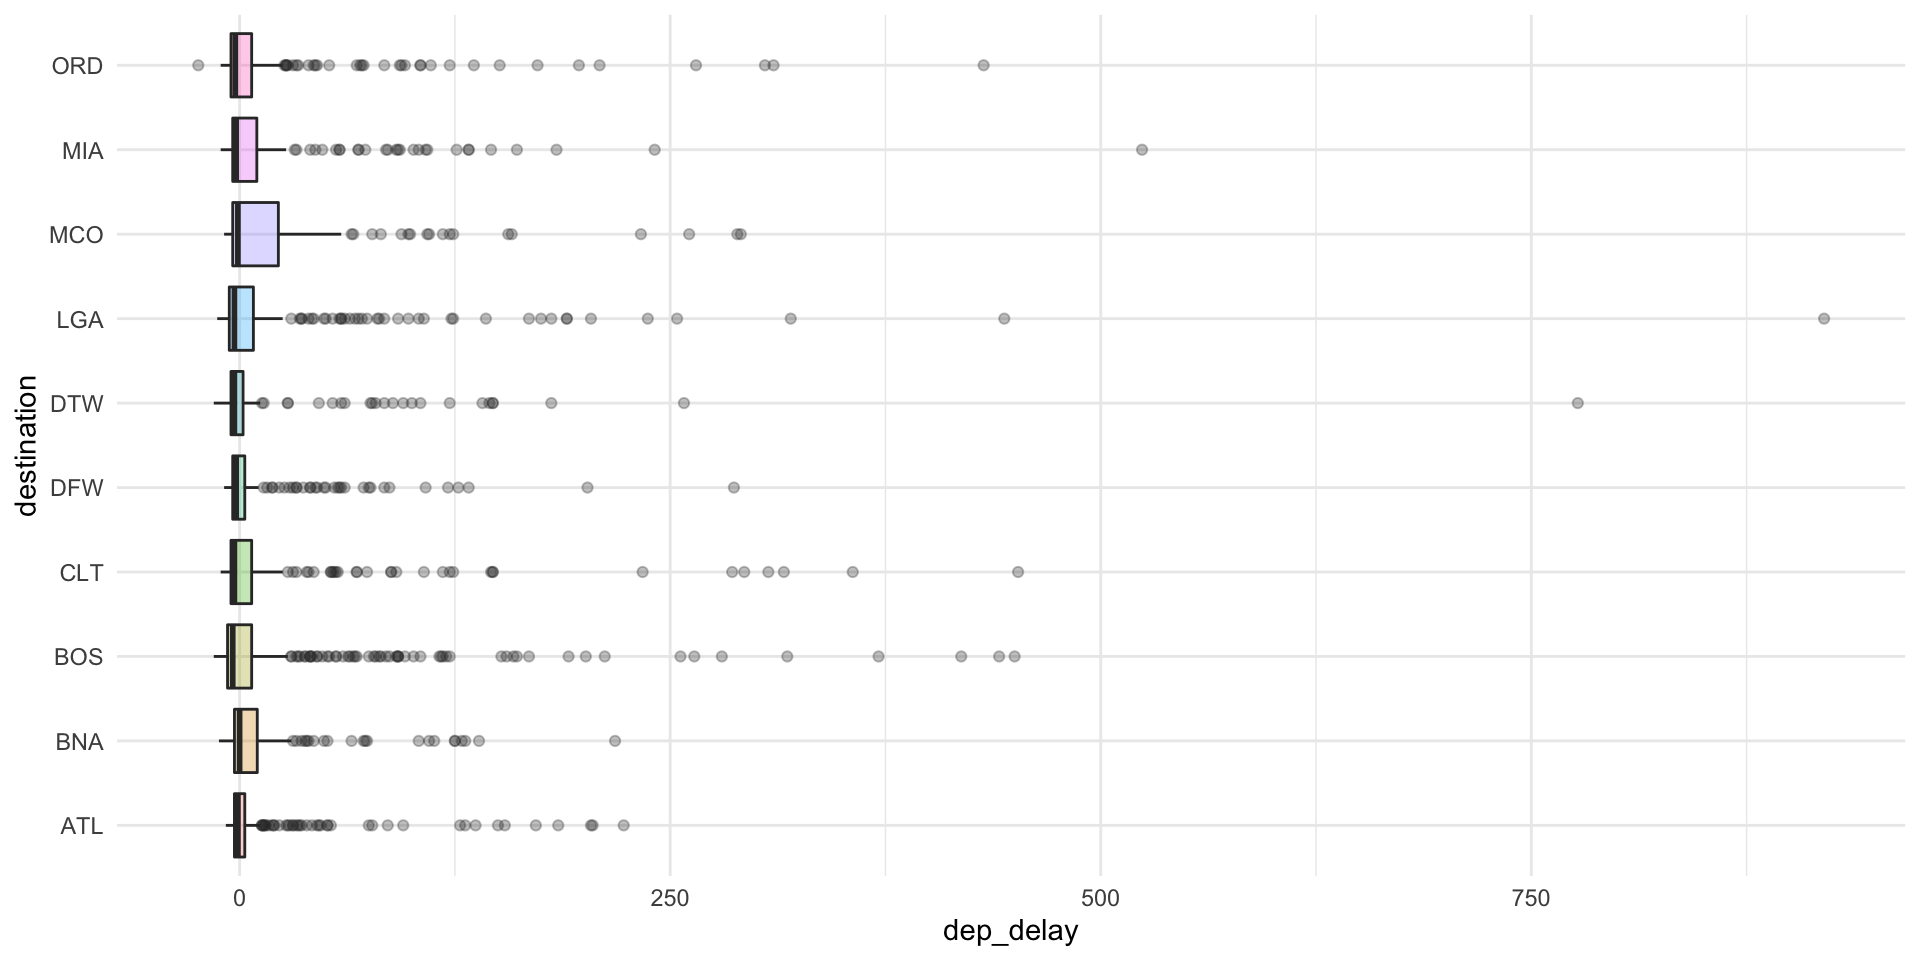 ORD
MIA
MCO
LGA
DTW
DFW
CLT
BOS
BNA
ATL
destination
0 250 500 750
dep_delay